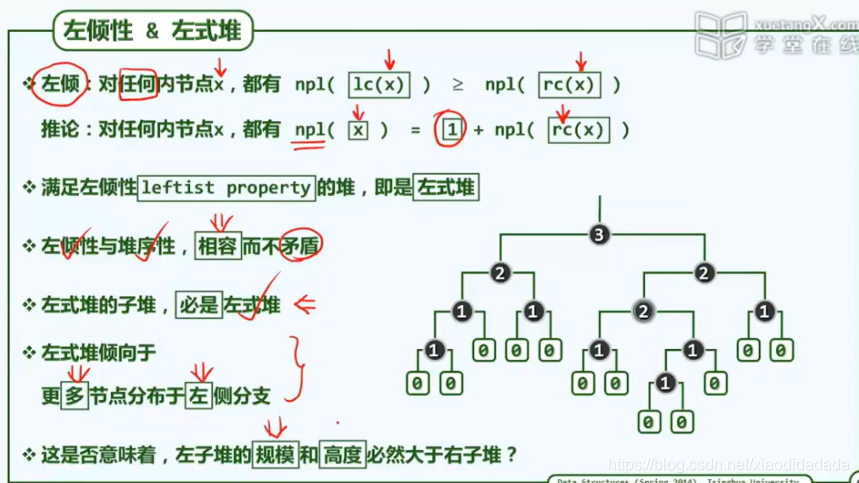 左倾性 & 左式堆
xuetangX.com
学堂在线
左倾：对任何内节点x，都有 npl( lc(x) ) ≥ npl( rc(x) )
推论：对任何内节点x，都有 npl( x ) = 1 + npl( rc(x) )
满足左倾性leftist property的堆，即是左式堆
左倾性与堆序性，相容而不矛盾
左式堆的子堆，必是左式堆
左式堆倾向于
更多节点分布于左侧分支
这是否意味着，左子堆的规模和高度必然大于右子堆？
3
2 2
1 1 2 1
1 0 0 0 1 1 0 0
0 0 0 0 1 0
0 0
https://blog.csdn.net/xiaodidadada
Data Structures (Spring 2014), Tsinghua University